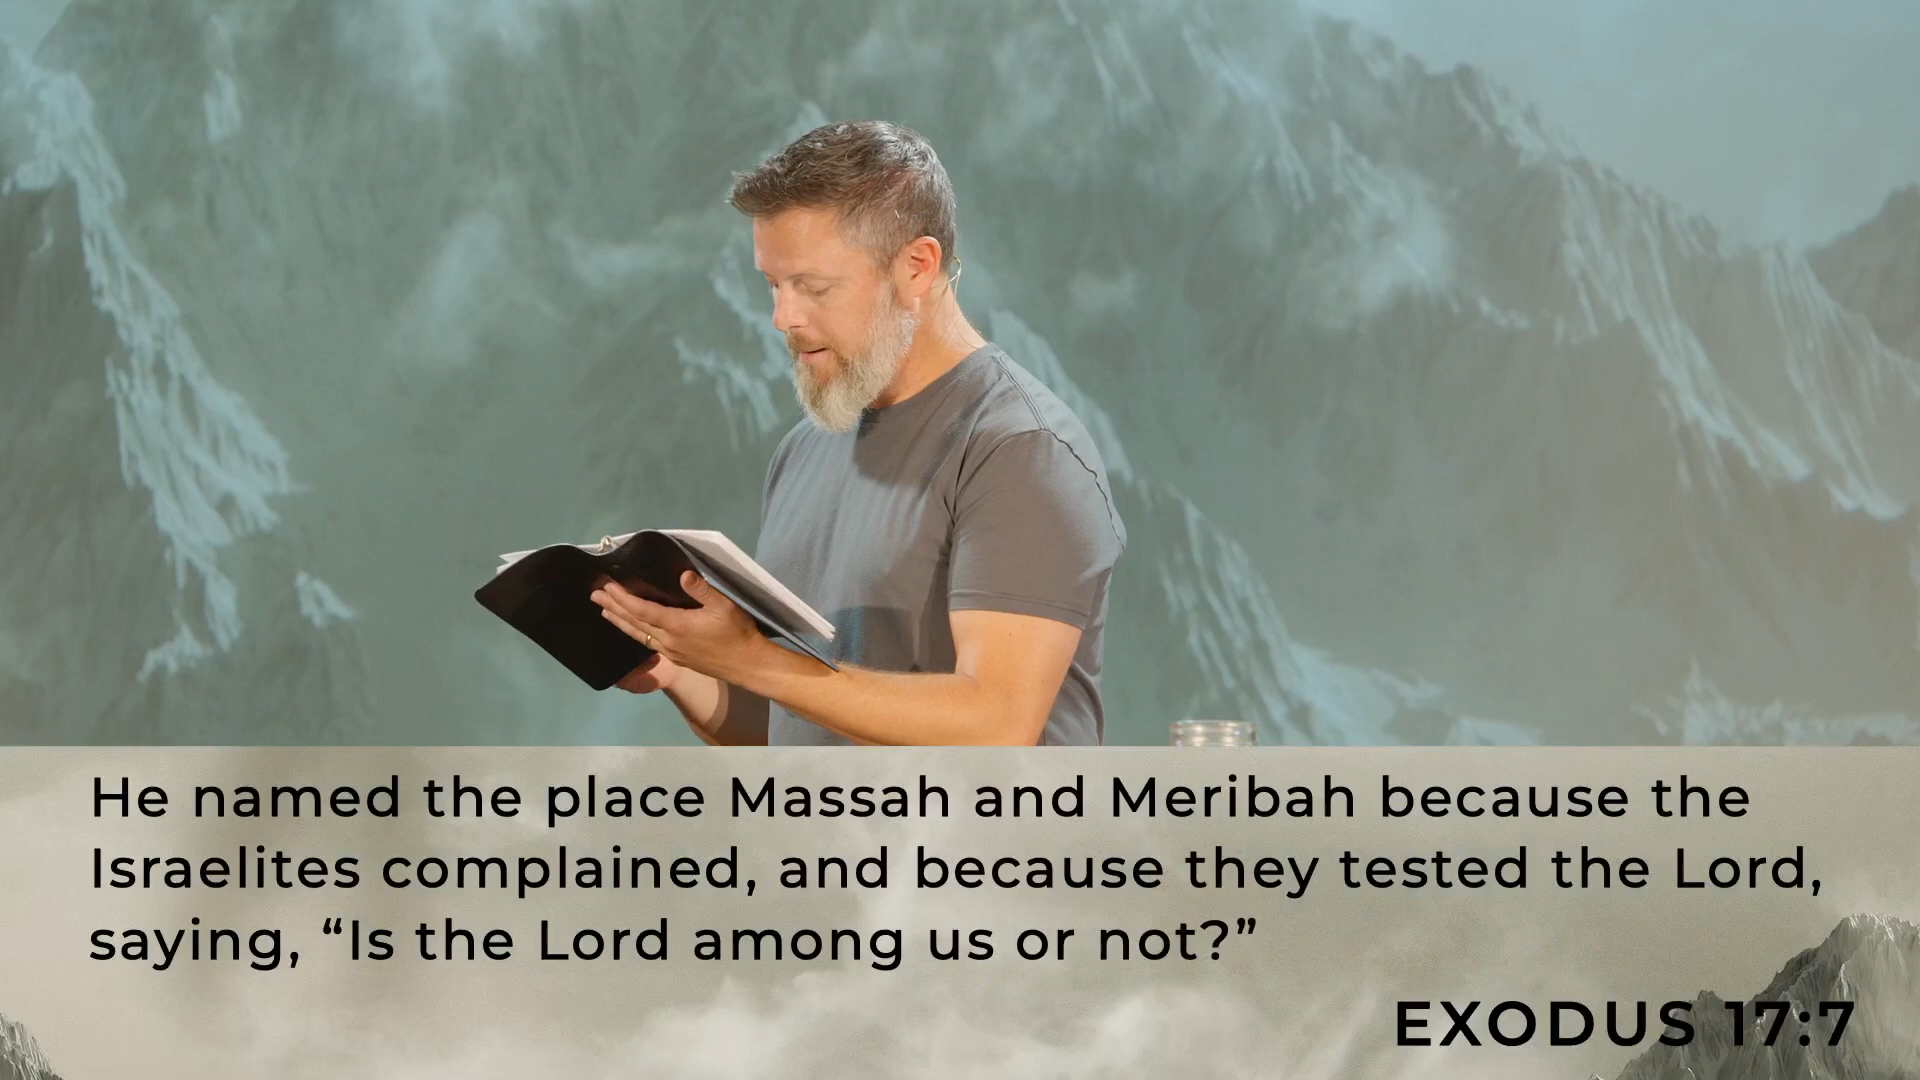 He named the place Massah and Meribah because the
Israelites complained, and because they tested the Lord,
saying, “Is the Lord among us or not?”
EXODUS 17:7